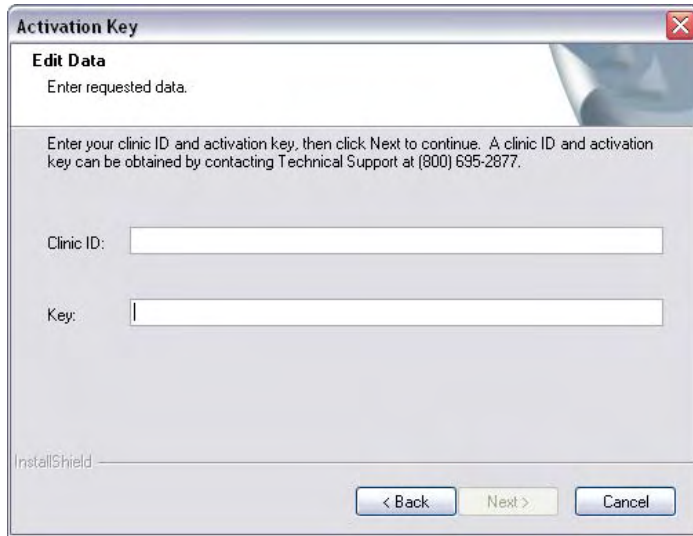 Activation Key
Edit Data
Enter requested data.
Enter your clinic ID and activation key, then click Next to continue. A clinic ID and activation
key can be obtained by contacting Technical Support at (800) 695-2877.
Clinic ID:
Key:
InstallShield
< Back Next > Cancel